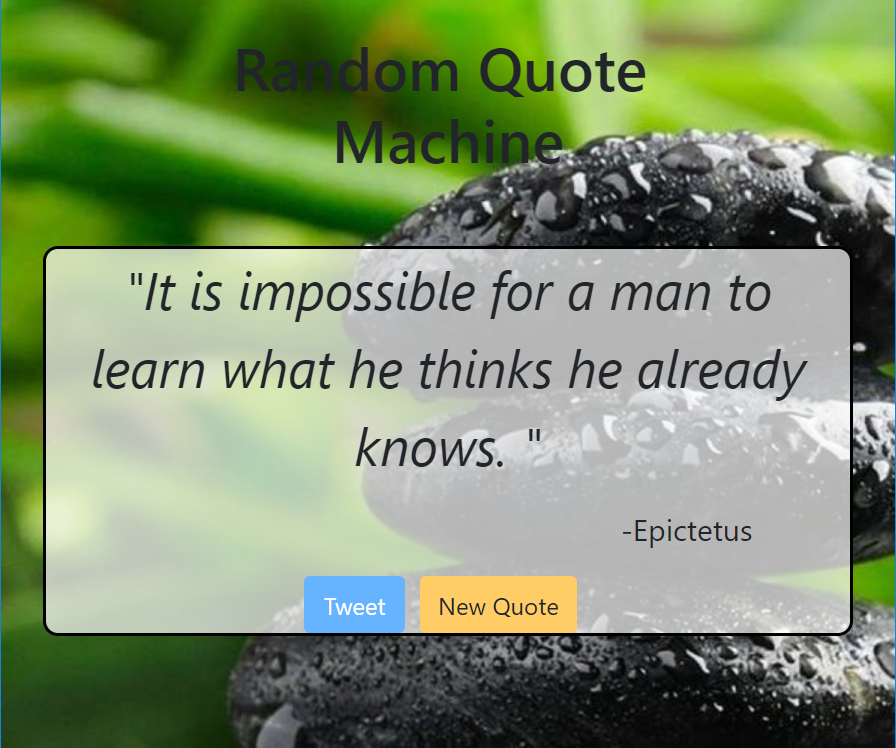 Random Quote
Machine
"It is impossible for a man to
learn what he thinks he already
knows. "
-Epictetus
Tweet New Quote